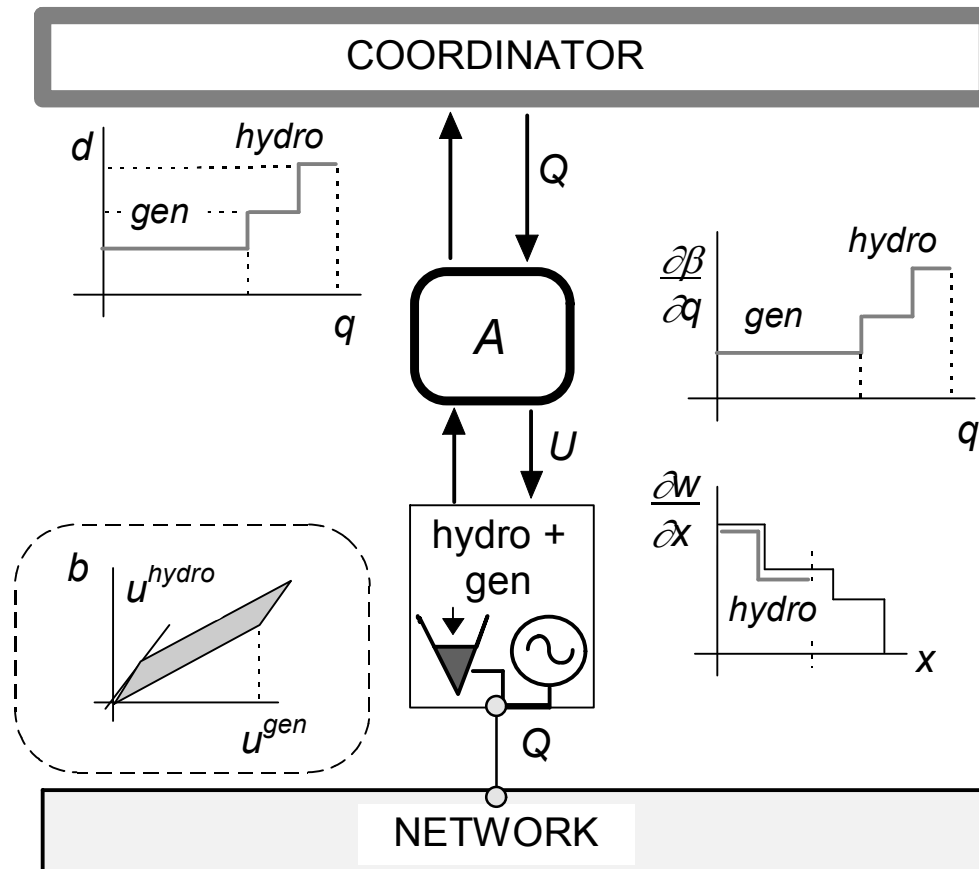 COORDINATOR
d
hydro
gen
q
Q
A
∂β
∂q
hydro
gen
q
U
∂w
∂x
hydro
x
hydro +
gen
b
u^hydro
u^gen
Q
NETWORK